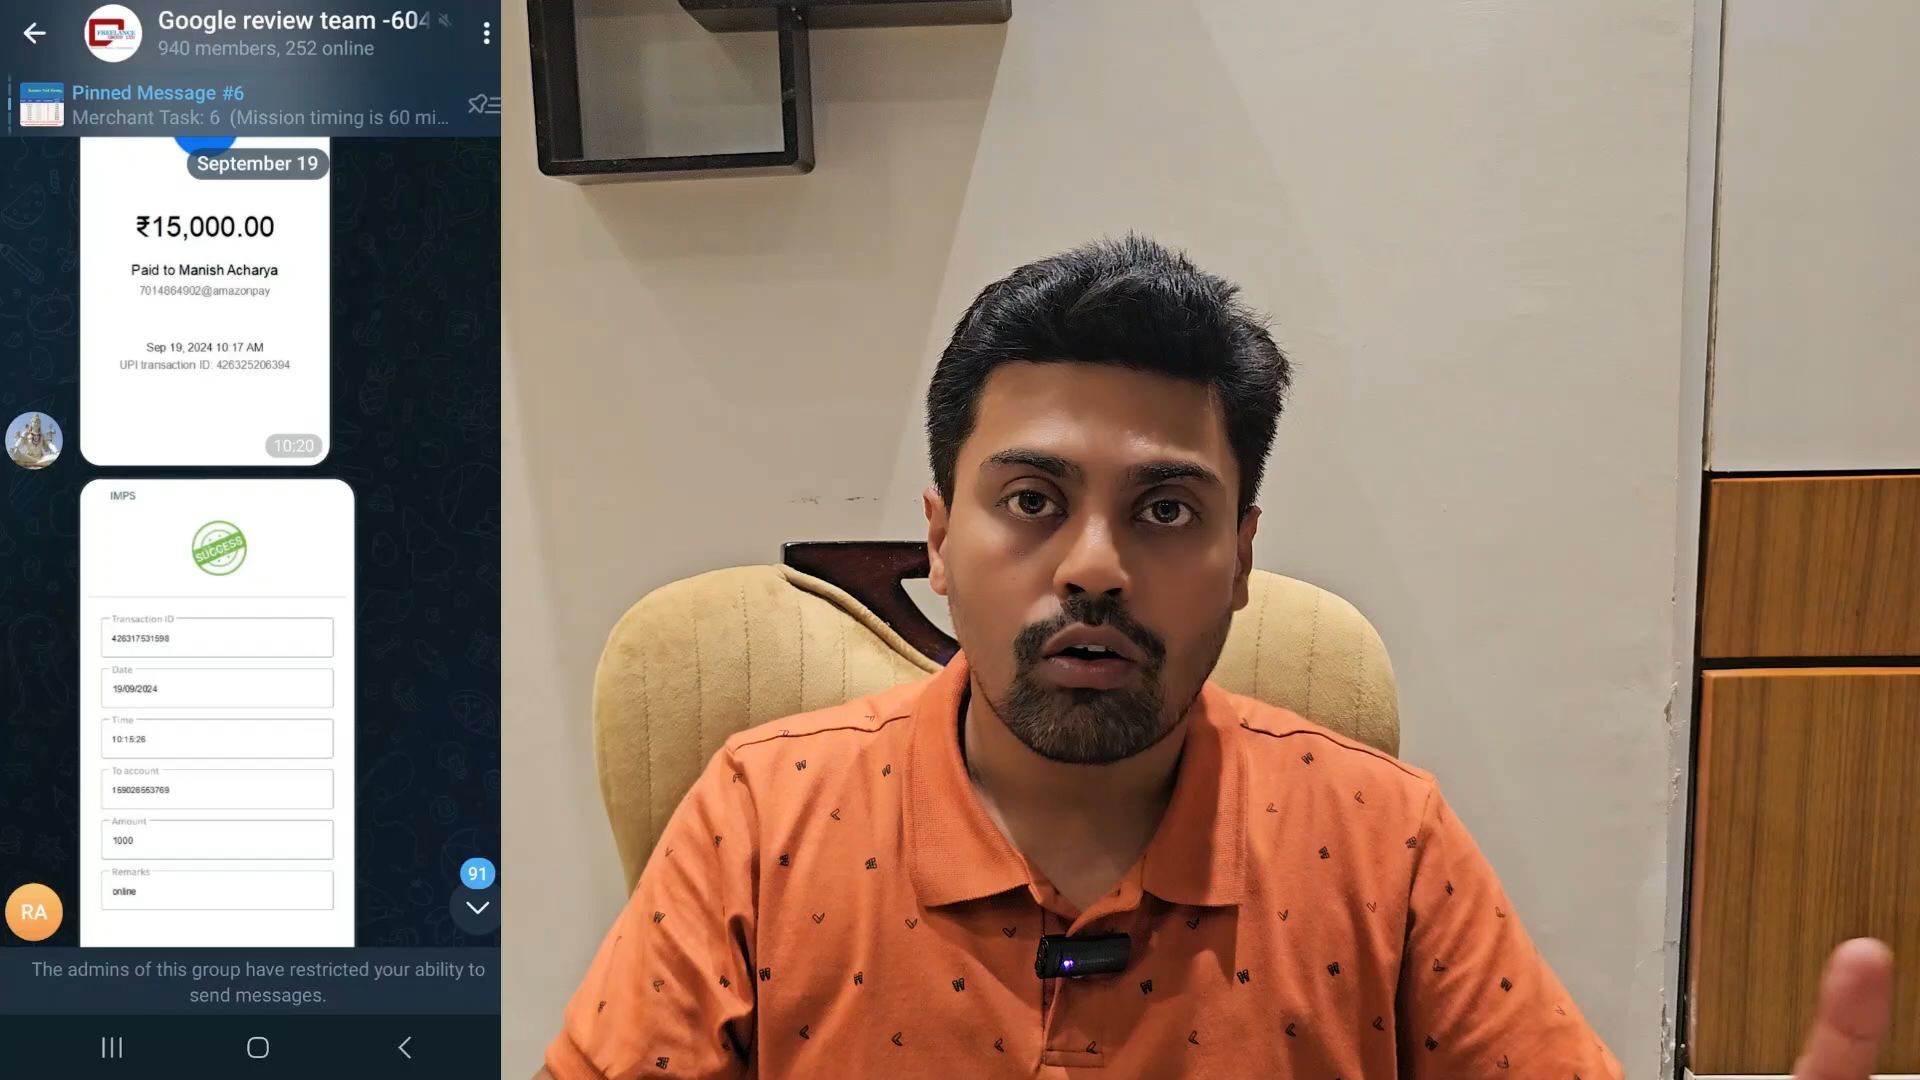 Google review team -604
940 members, 252 online
Pinned Message #6
Merchant Task: 6 (Mission timing is 60 mi...
September 19
₹15,000.00
Paid to Manish Acharya
7014864902@amazonpay
Sep 19, 2024 10:17 AM
UPI transaction ID: 426325206394
10:20
IMPS
SUCCESS
Transaction ID
426317531598
Date
19/09/2024
Time
10:15:26
To account
159026553769
Amount
1000
Remarks
online
91
RA
The admins of this group have restricted your ability to
send messages.